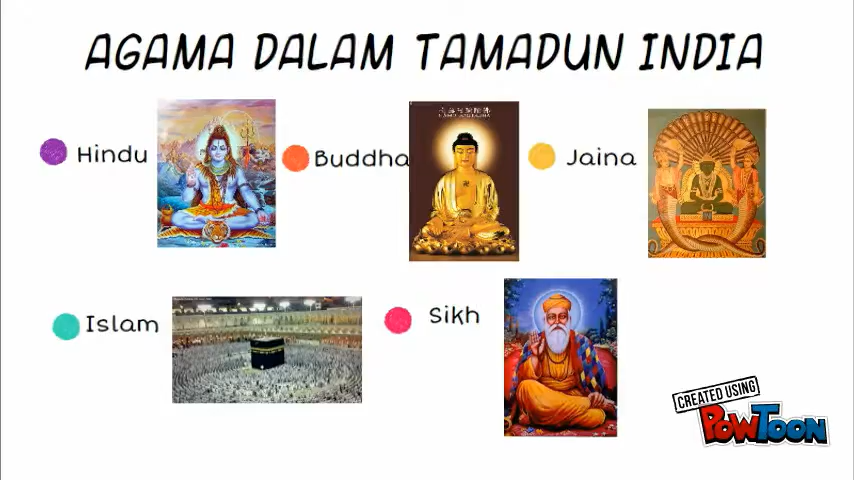 AGAMA DALAM TAMADUN INDIA
Hindu
Buddha
Jaina
Islam
Sikh
CREATED USING
POWTOON